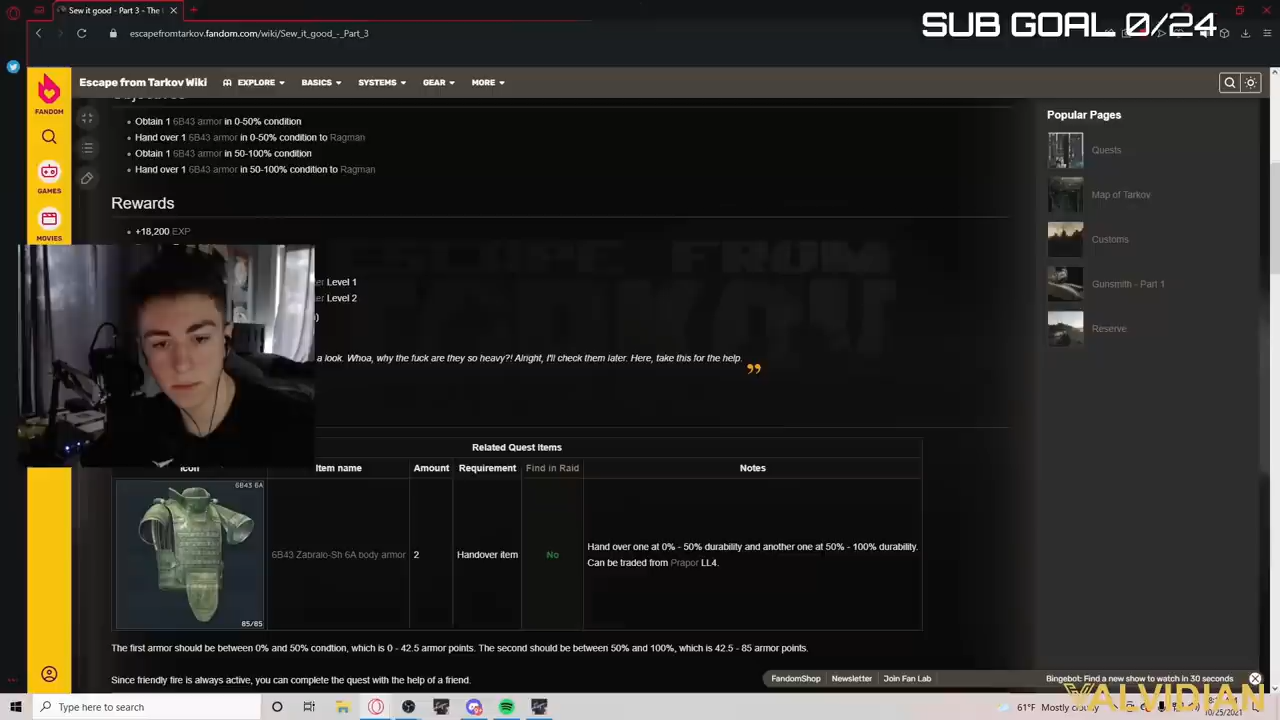 Sew it good - Part 3 - The
SUB GOAL 0/24
escapefromtarkov.fandom.com/wiki/Sew_it_good_-_Part_3
Escape from Tarkov Wiki
EXPLORE
BASICS
SYSTEMS
GEAR
MORE
FANDOM
GAMES
MOVIES
Objectives
Obtain 1 6B43 armor in 0-50% condition
Hand over 1 6B43 armor in 0-50% condition to Ragman
Obtain 1 6B43 armor in 50-100% condition
Hand over 1 6B43 armor in 50-100% condition to Ragman
Rewards
+18,200 EXP
Level 1
Level 2
a look. Whoa, why the fuck are they so heavy?! Alright, I'll check them later. Here, take this for the help.
ESCAPE FROM
Popular Pages
Quests
Map of Tarkov
Customs
Gunsmith - Part 1
Reserve
Related Quest Items
Icon Item name Amount Requirement Find in Raid Notes
6B43 6A
85/85
6B43 Zabralo-Sh 6A body armor 2 Handover item No
Hand over one at 0% - 50% durability and another one at 50% - 100% durability.
Can be traded from Prapor LL4.
The first armor should be between 0% and 50% condtion, which is 0 - 42.5 armor points. The second should be between 50% and 100%, which is 42.5 - 85 armor points.
Since friendly fire is always active, you can complete the quest with the help of a friend.
FandomShop
Newsletter
Join Fan Lab
Bingebot: Find a new show to watch in 30 seconds
VALVIDIAN
Type here to search
61°F Mostly cloudy
10/25/2021